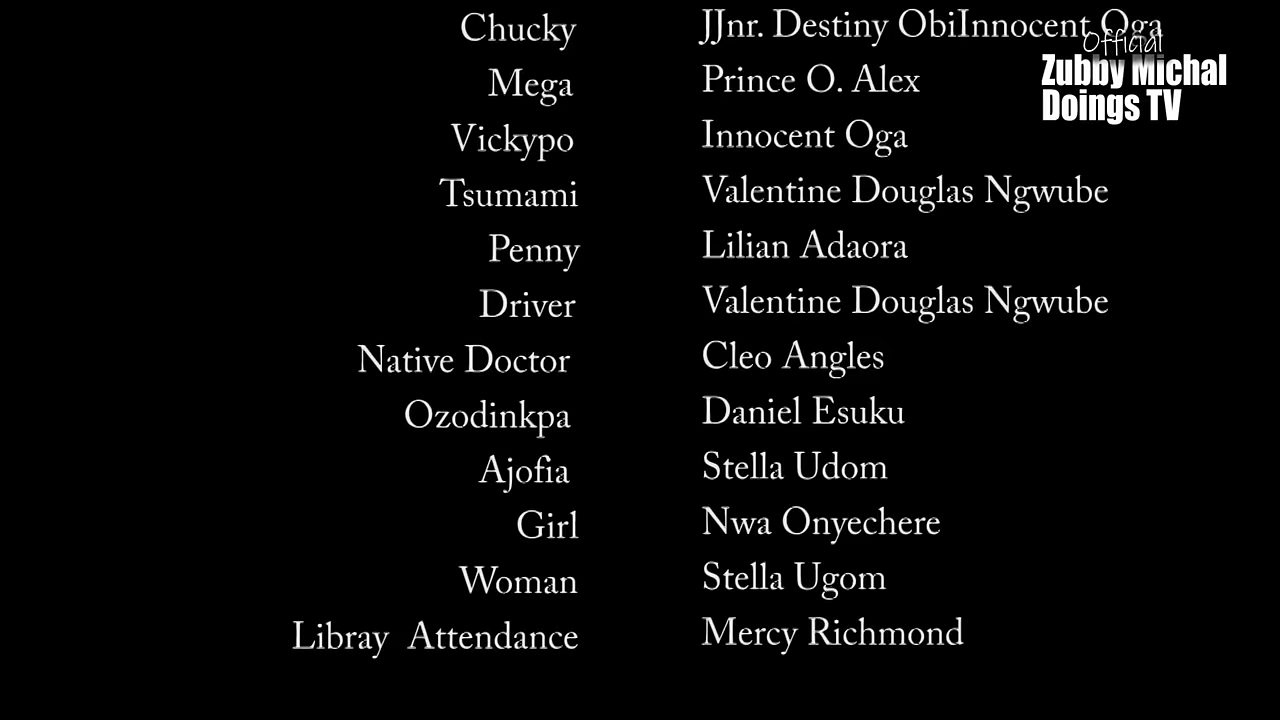 Chucky JJnr. Destiny ObiInnocent Oga
Official
Zubby Michal
Doings TV
Mega Prince O. Alex
Vickypo Innocent Oga
Tsumami Valentine Douglas Ngwube
Penny Lilian Adaora
Driver Valentine Douglas Ngwube
Native Doctor Cleo Angles
Ozodinkpa Daniel Esuku
Ajofia Stella Udom
Girl Nwa Onyechere
Woman Stella Ugom
Libray Attendance Mercy Richmond